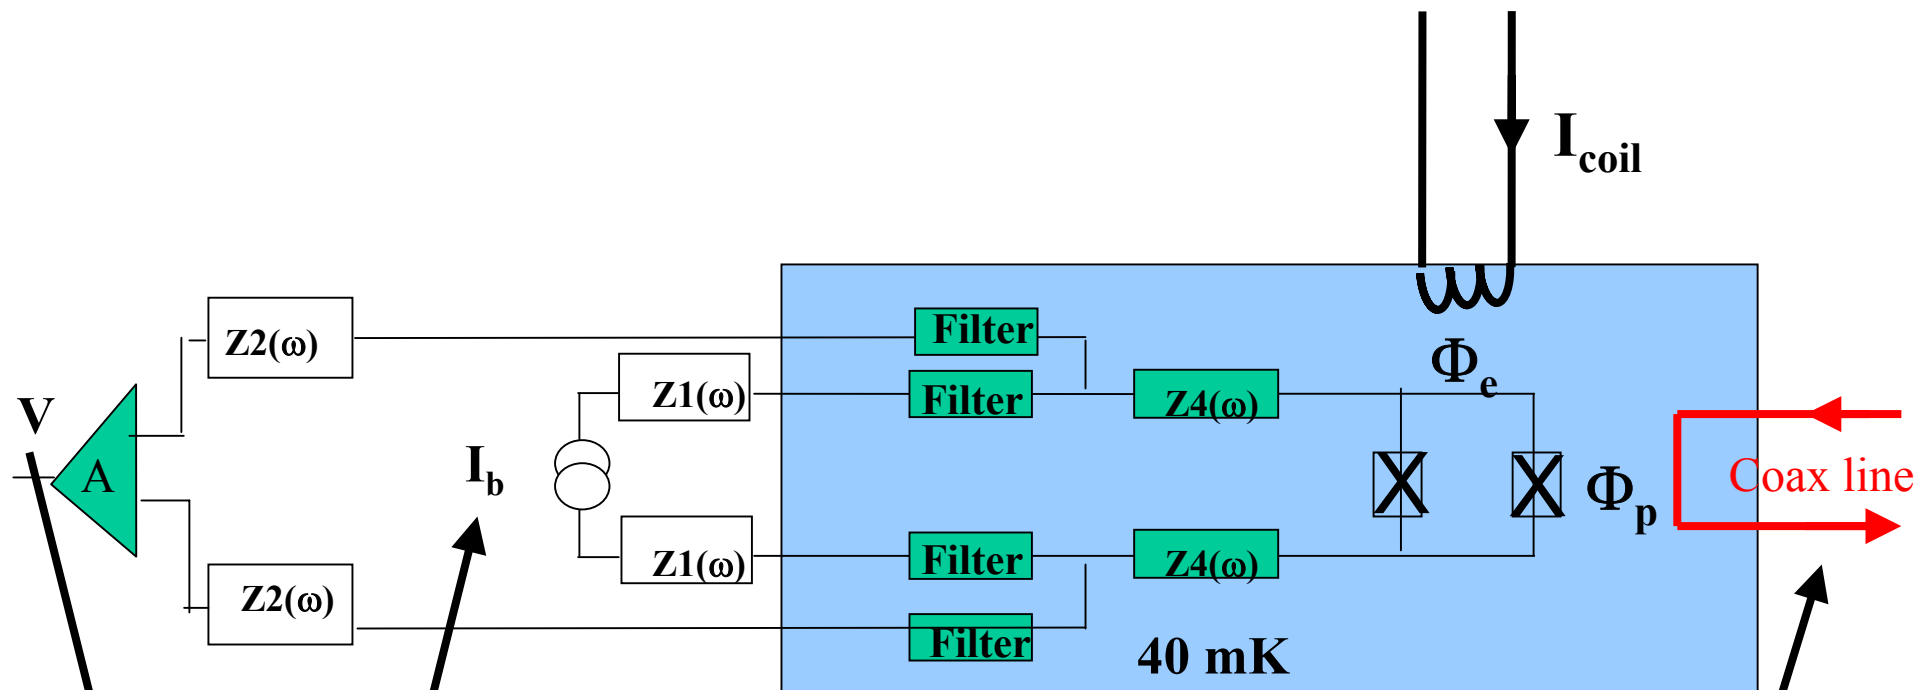 I_coil
Z2(ω)
Filter
Φ_e
Z1(ω)
Filter
Z4(ω)
V
A
I_b
X
X
Φ_p
Coax line
Z1(ω)
Filter
Z4(ω)
Z2(ω)
Filter
40 mK